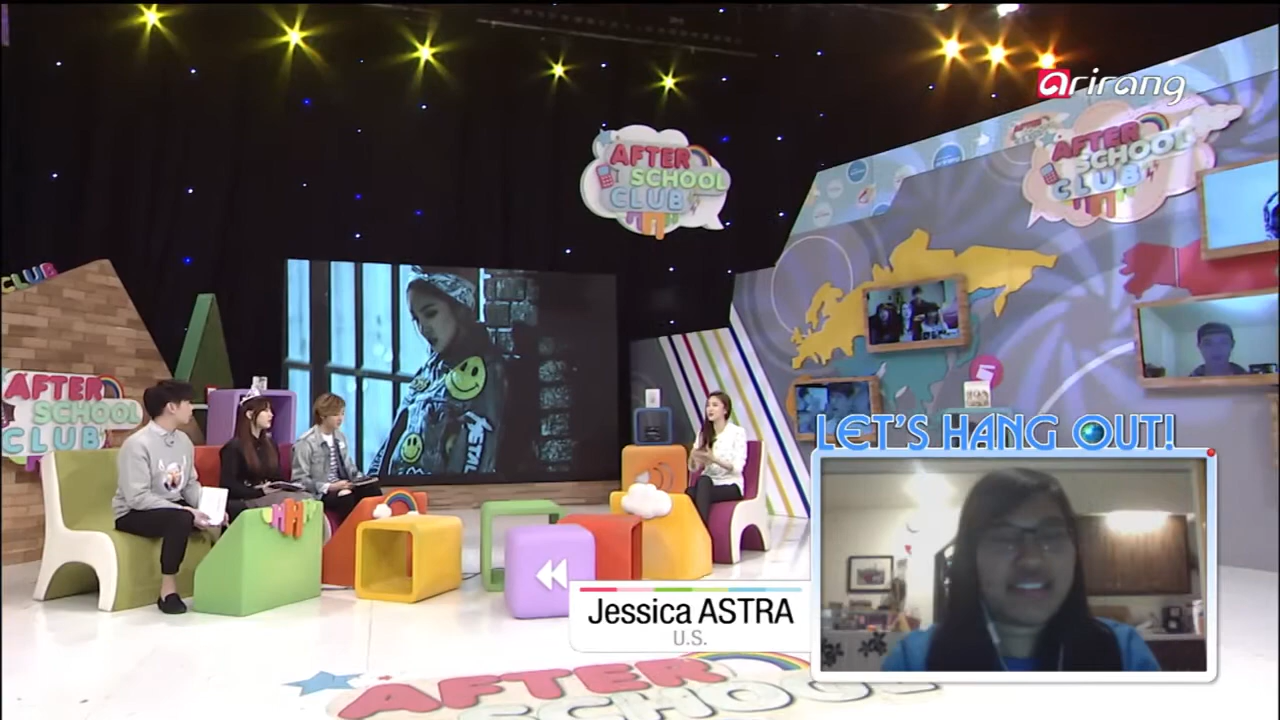 arirang
AFTER
SCHOOL
CLUB
AFTER
SCHOOL
CLUB
CLUB
AFTER
SCHOOL
CLUB
LET'S HANG OUT!
Jessica ASTRA
U.S.
AFTER
SCHOOL